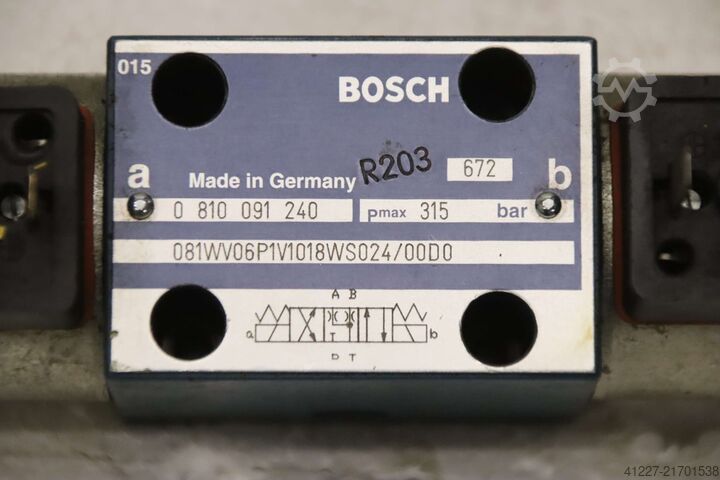 015
BOSCH
R203
672
a
Made in Germany
b
0 810 091 240
pmax 315 bar
081WV06P1V1018WS024/00D0
A B
a
b
T
P T
41227-21701538